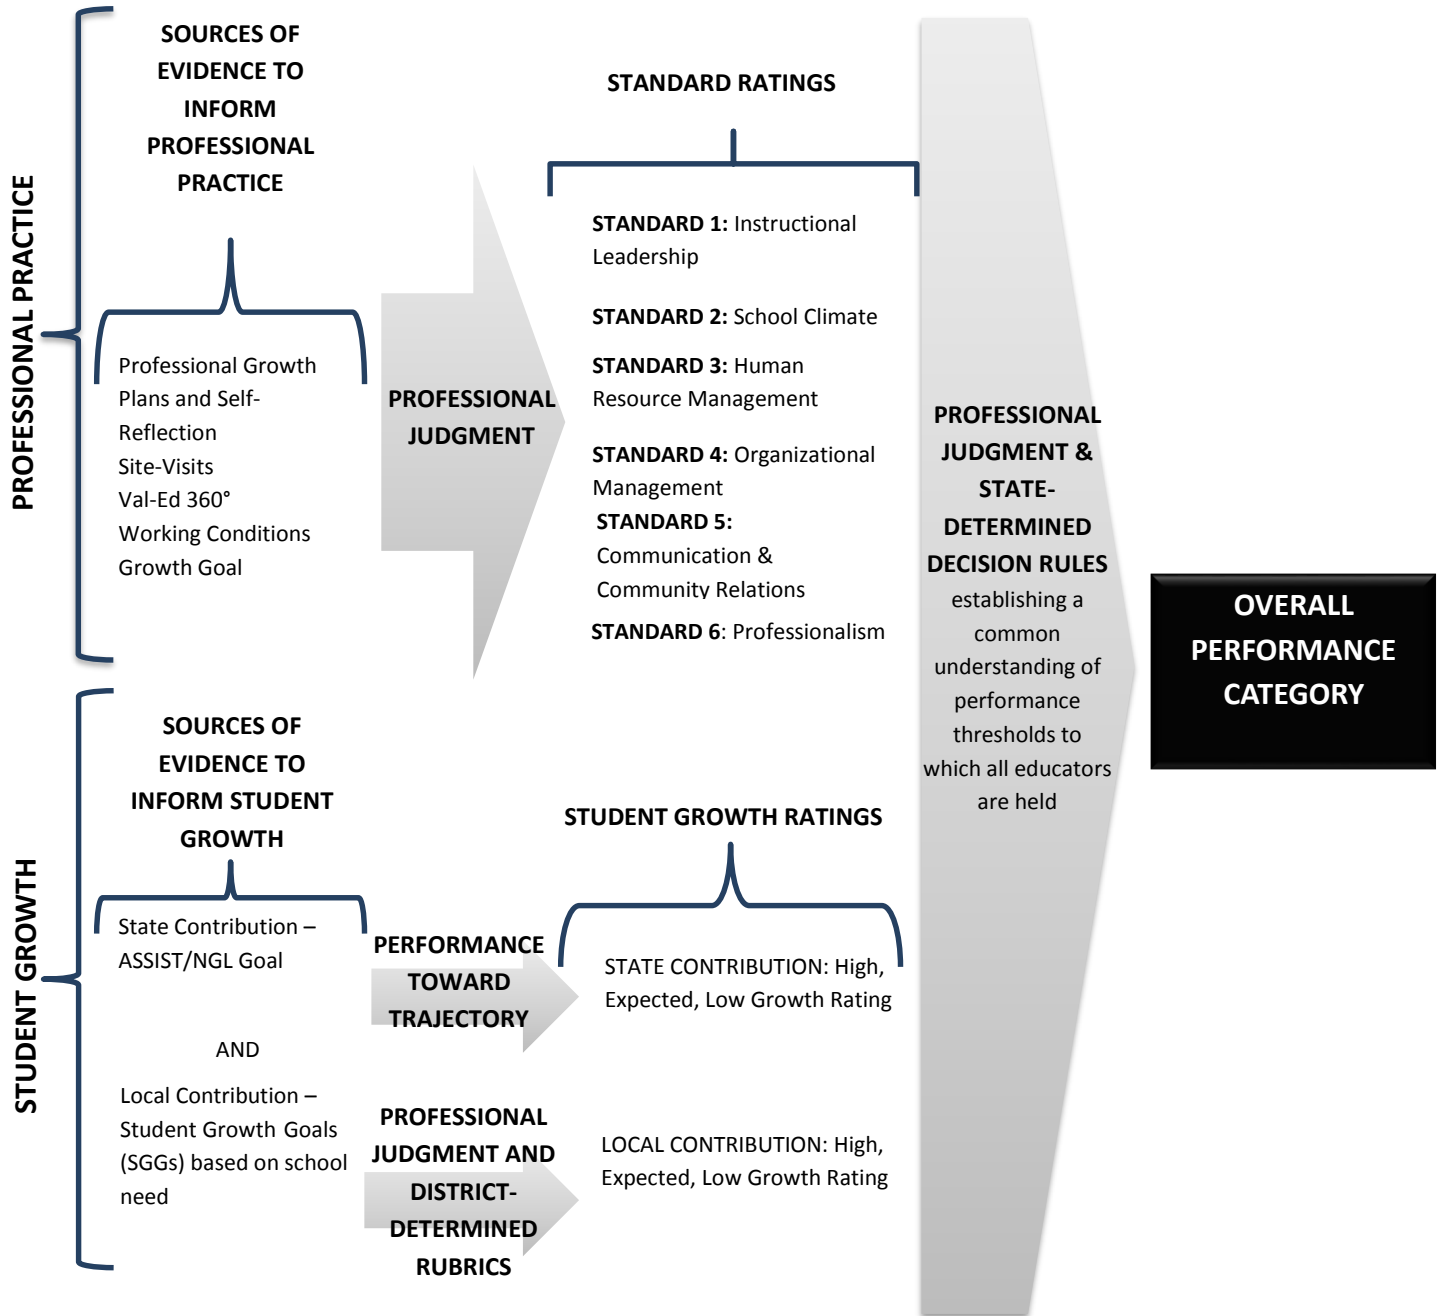 PROFESSIONAL PRACTICE
SOURCES OF
EVIDENCE TO
INFORM
PROFESSIONAL
PRACTICE
Professional Growth
Plans and Self-
Reflection
Site-Visits
Val-Ed 360°
Working Conditions
Growth Goal
PROFESSIONAL
JUDGMENT
STANDARD RATINGS
STANDARD 1: Instructional
Leadership
STANDARD 2: School Climate
STANDARD 3: Human
Resource Management
STANDARD 4: Organizational
Management
STANDARD 5:
Communication &
Community Relations
STANDARD 6: Professionalism
STUDENT GROWTH
SOURCES OF
EVIDENCE TO
INFORM STUDENT
GROWTH
State Contribution –
ASSIST/NGL Goal
AND
Local Contribution –
Student Growth Goals
(SGGs) based on school
need
PERFORMANCE
TOWARD
TRAJECTORY
PROFESSIONAL
JUDGMENT AND
DISTRICT-
DETERMINED
RUBRICS
STUDENT GROWTH RATINGS
STATE CONTRIBUTION: High,
Expected, Low Growth Rating
LOCAL CONTRIBUTION: High,
Expected, Low Growth Rating
PROFESSIONAL
JUDGMENT &
STATE-
DETERMINED
DECISION RULES
establishing a
common
understanding of
performance
thresholds to
which all educators
are held
OVERALL
PERFORMANCE
CATEGORY